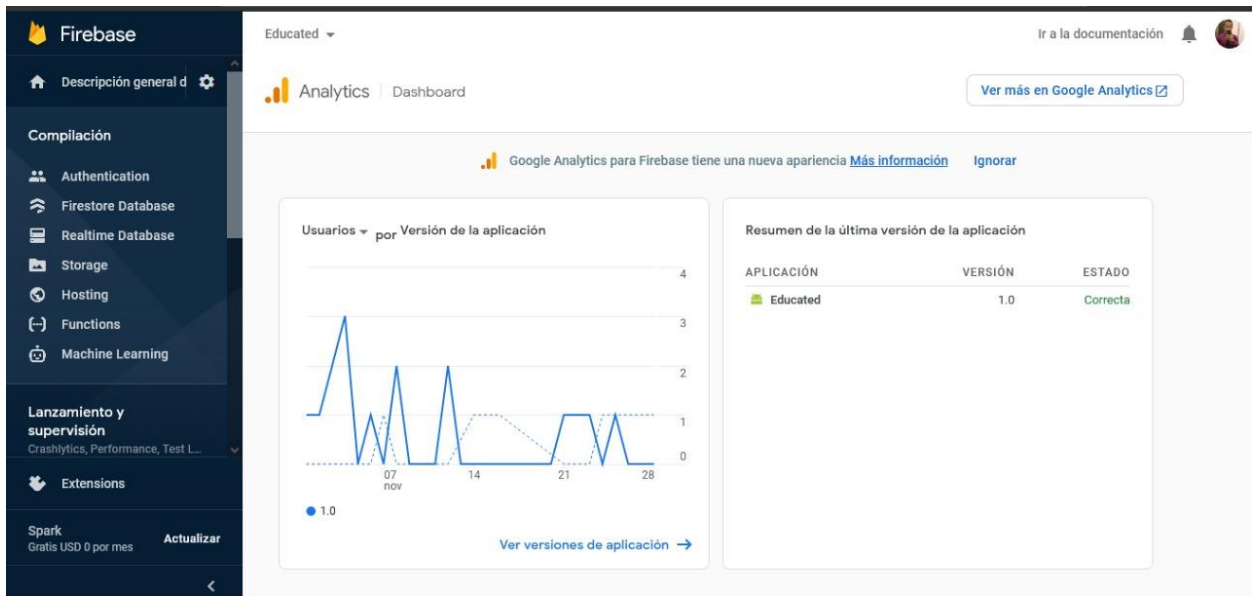 Firebase
Descripción general d
Compilación
Authentication
Firestore Database
Realtime Database
Storage
Hosting
Functions
Machine Learning
Lanzamiento y
supervisión
Crashlytics, Performance, Test L...
Extensions
Spark
Gratis USD 0 por mes
Actualizar
Educated
Ir a la documentación
Analytics
Dashboard
Ver más en Google Analytics
Google Analytics para Firebase tiene una nueva apariencia Más información Ignorar
Usuarios por Versión de la aplicación
4
3
2
1
0
07 14 21 28
nov
1.0
Ver versiones de aplicación →
Resumen de la última versión de la aplicación
APLICACIÓN VERSIÓN ESTADO
Educated 1.0 Correcta